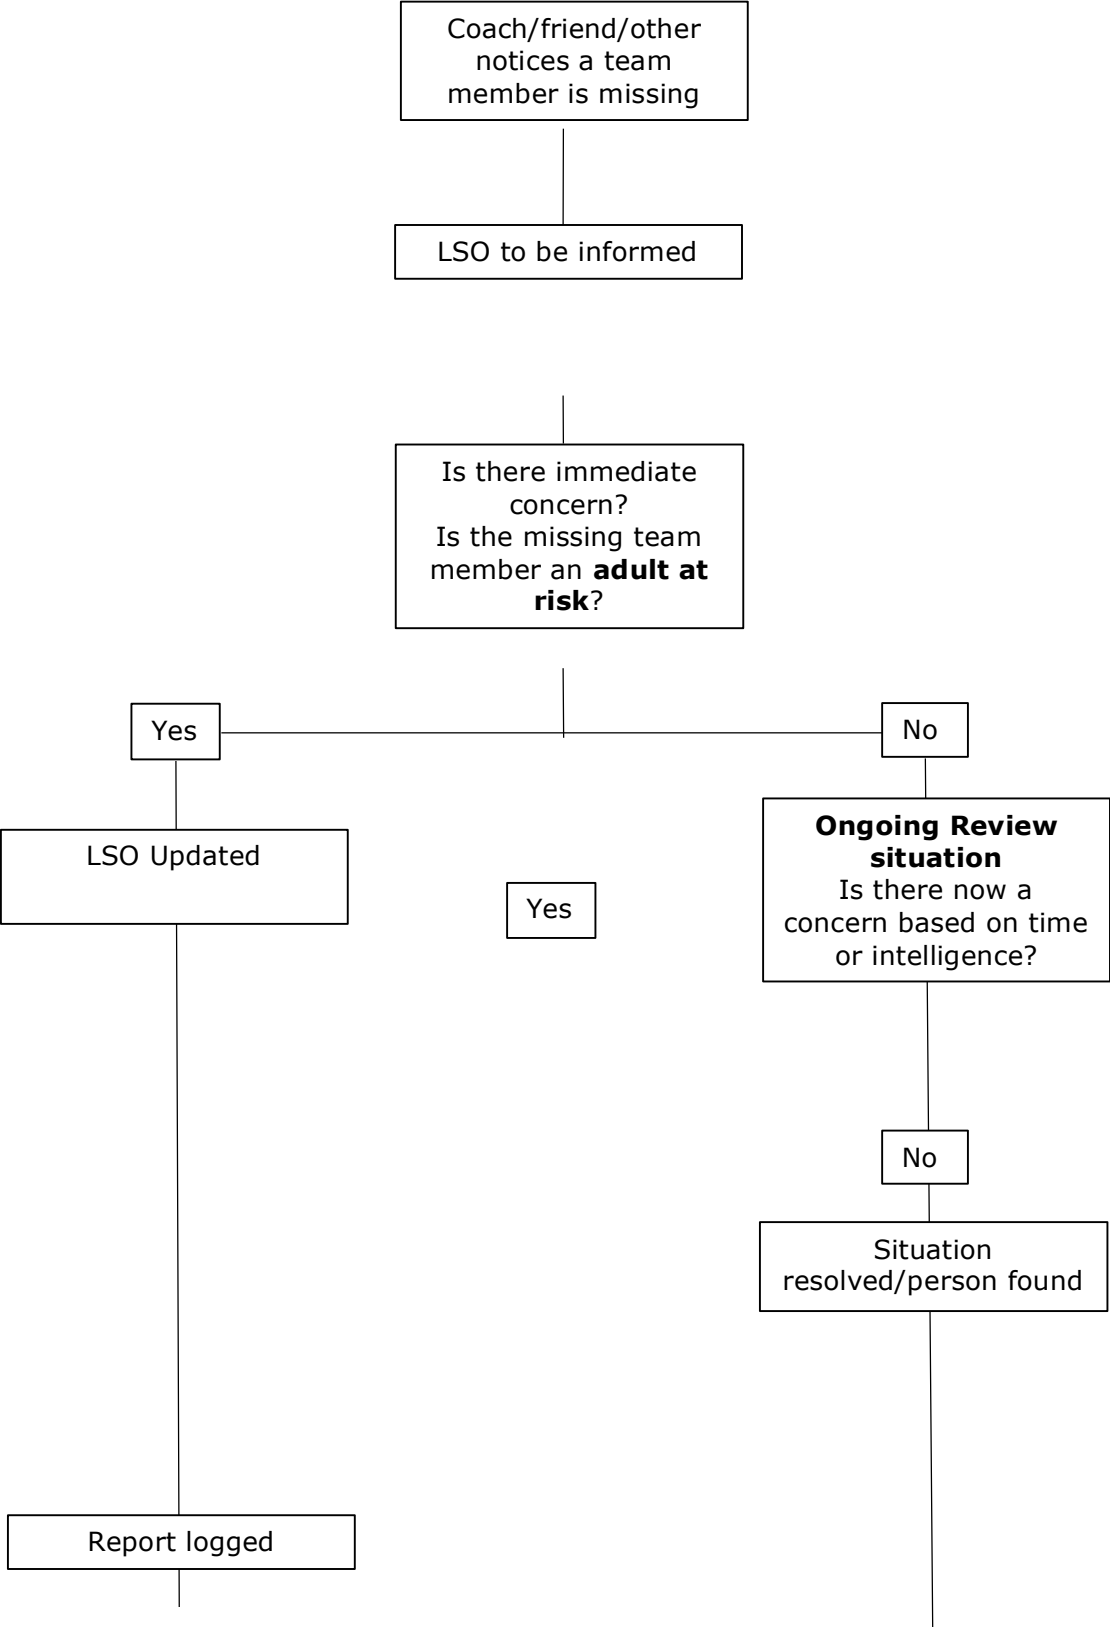 Coach/friend/other
notices a team
member is missing
LSO to be informed
Is there immediate
concern?
Is the missing team
member an adult at
risk?
Yes
No
LSO Updated
Yes
Ongoing Review
situation
Is there now a
concern based on time
or intelligence?
No
Situation
resolved/person found
Report logged